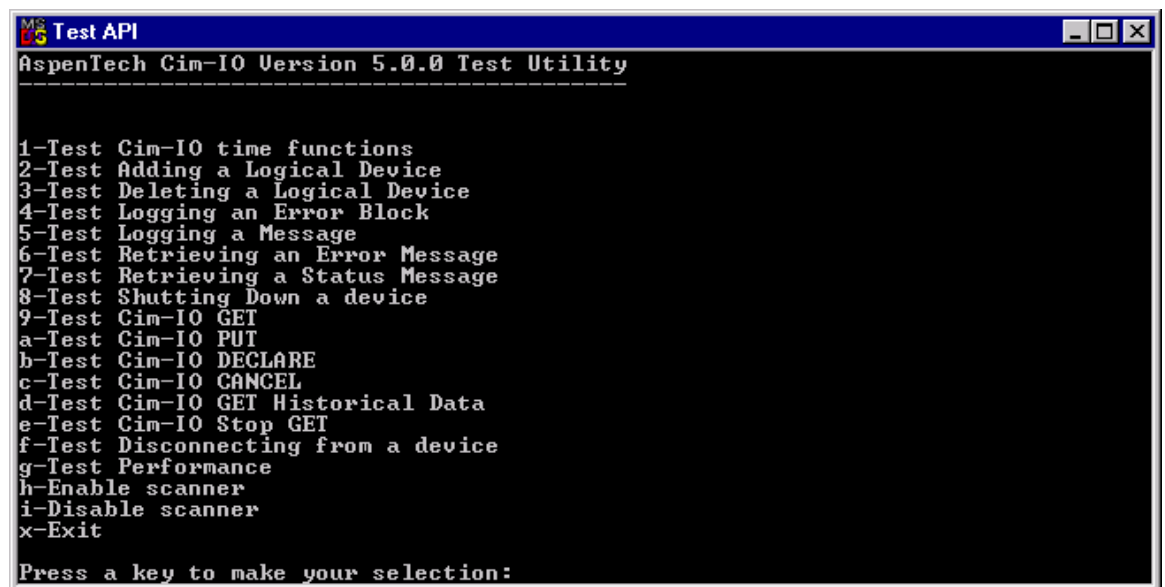 MS DOS Test API
AspenTech Cim-IO Version 5.0.0 Test Utility
-------------------------------------------
1-Test Cim-IO time functions
2-Test Adding a Logical Device
3-Test Deleting a Logical Device
4-Test Logging an Error Block
5-Test Logging a Message
6-Test Retrieving an Error Message
7-Test Retrieving a Status Message
8-Test Shutting Down a device
9-Test Cim-IO GET
a-Test Cim-IO PUT
b-Test Cim-IO DECLARE
c-Test Cim-IO CANCEL
d-Test Cim-IO GET Historical Data
e-Test Cim-IO Stop GET
f-Test Disconnecting from a device
g-Test Performance
h-Enable scanner
i-Disable scanner
x-Exit
Press a key to make your selection: